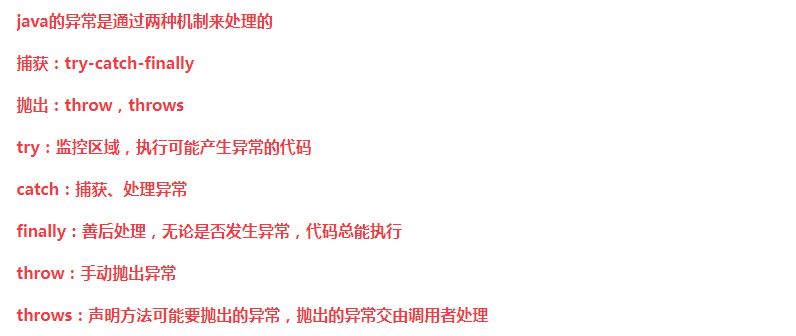 java的异常是通过两种机制来处理的
捕获：try-catch-finally
抛出：throw，throws
try：监控区域，执行可能产生异常的代码
catch：捕获、处理异常
finally：善后处理，无论是否发生异常，代码总能执行
throw：手动抛出异常
throws：声明方法可能要抛出的异常，抛出的异常交由调用者处理